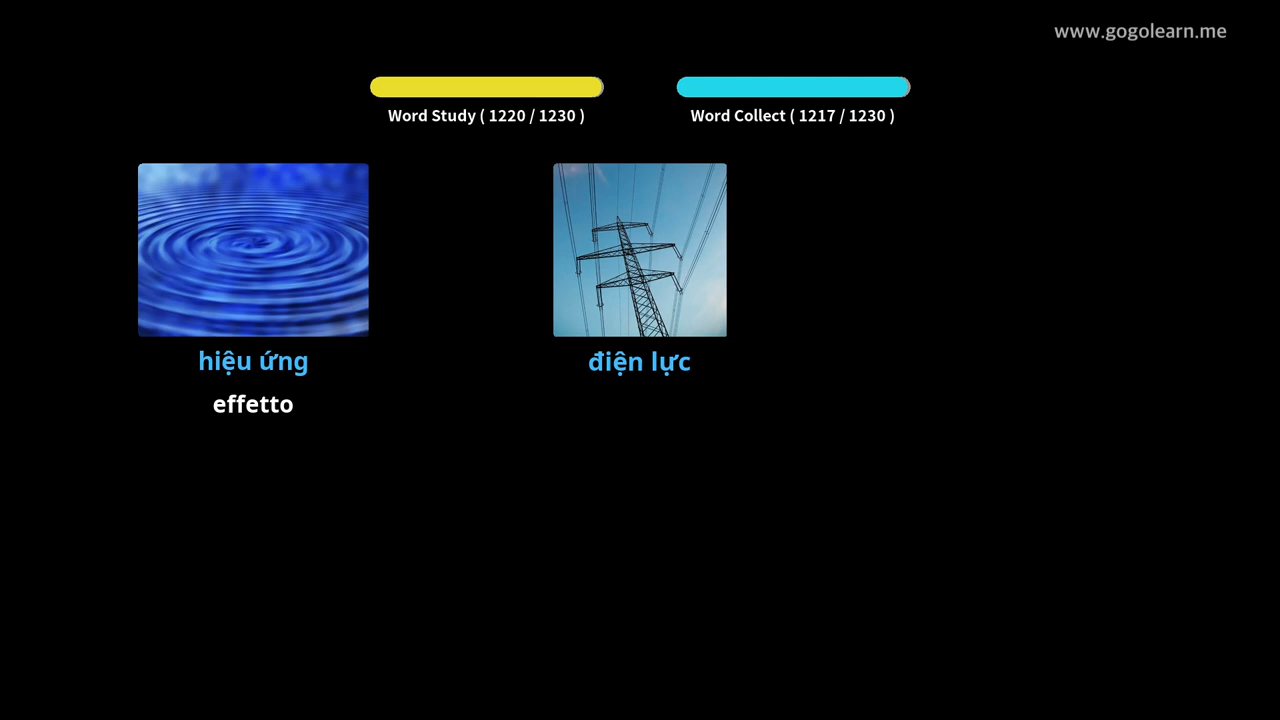 www.gogolearn.me
Word Study ( 1220 / 1230 )
Word Collect ( 1217 / 1230 )
hiệu ứng
effetto
điện lực